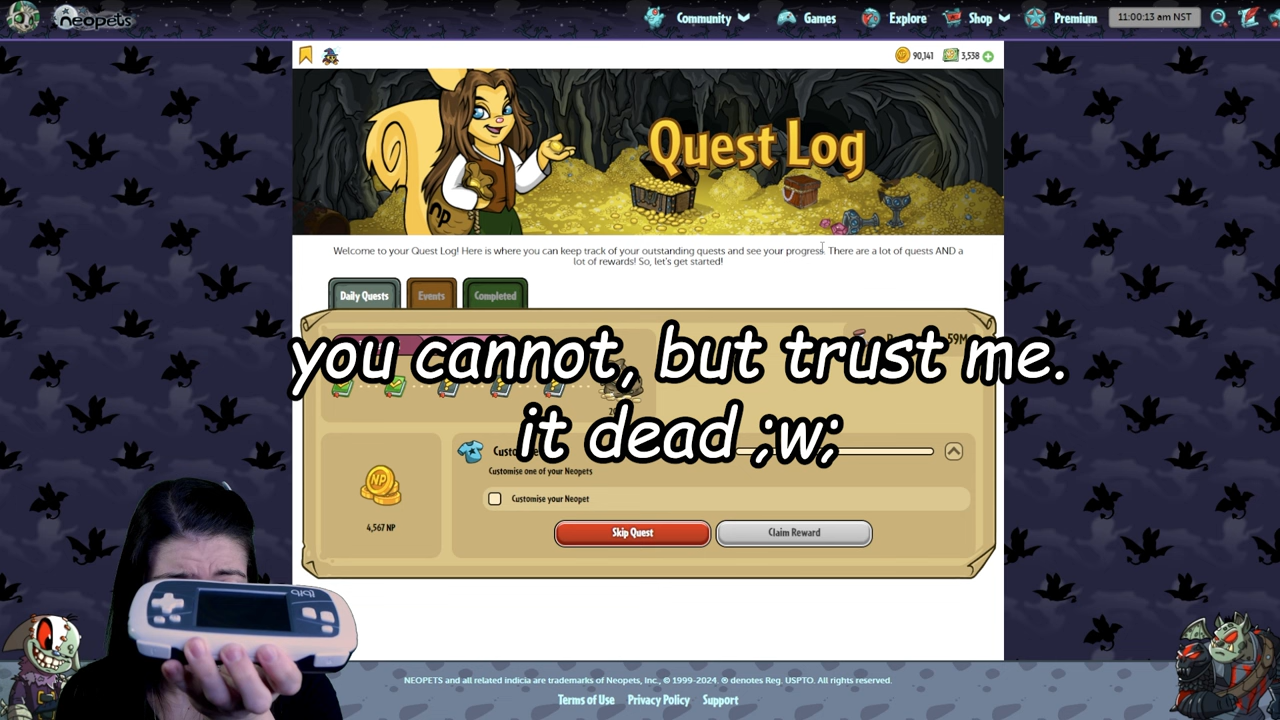 neopets
Community
Games
Explore
Shop
Premium
11:00:13 am NST
90,141
3,538
Quest Log
NP
Welcome to your Quest Log! Here is where you can keep track of your outstanding quests and see your progress. There are a lot of quests AND a
lot of rewards! So, let's get started!
Daily Quests
Events
Completed
59M
you cannot, but trust me.
it dead ;w;
Customise one of your Neopets
NP
Customise your Neopet
4,567 NP
Skip Quest
Claim Reward
NEOPETS and all related indicia are trademarks of Neopets, Inc., © 1999-2024. ® denotes Reg. USPTO. All rights reserved.
Terms of Use
Privacy Policy
Support